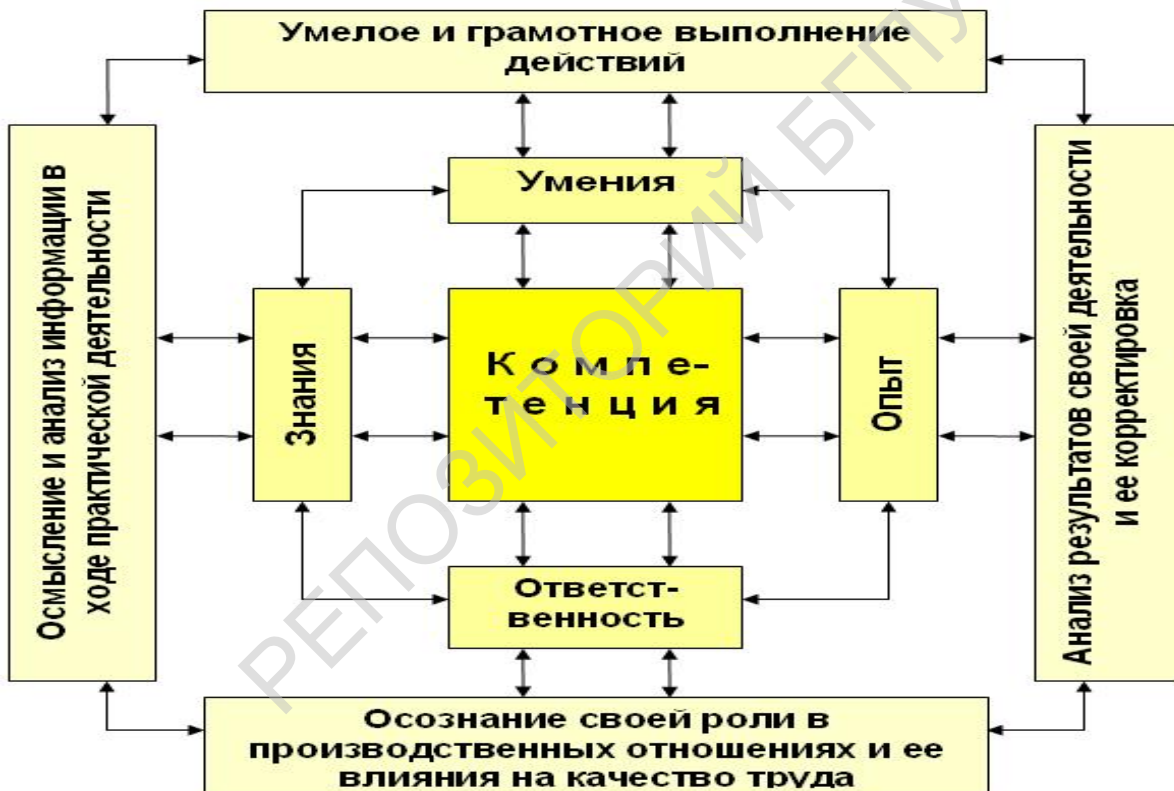 Умелое и грамотное выполнение
действий
Осмысление и анализ информации в
ходе практической деятельности
Умения
Знания
Компе-
тенция
Опыт
Анализ результатов своей деятельности
и ее корректировка
Ответст-
венность
Осознание своей роли в
производственных отношениях и ее
влияния на качество труда
РЕПОЗИТОРИЙ БГПУ